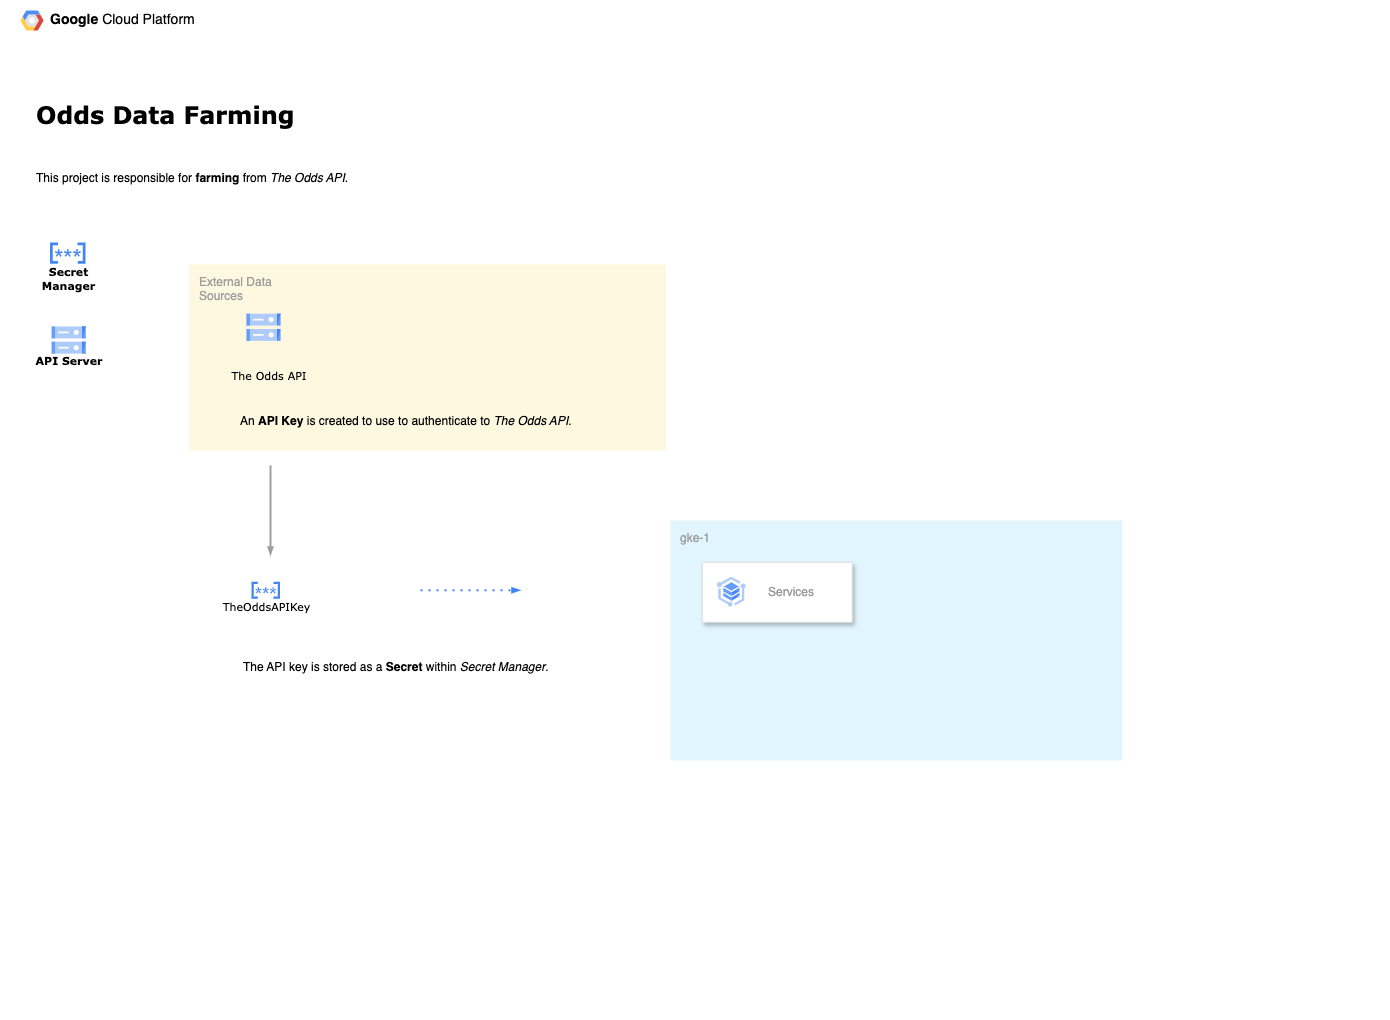 Google Cloud Platform
Odds Data Farming
This project is responsible for farming from The Odds API.
Secret
Manager
API Server
External Data
Sources
The Odds API
An API Key is created to use to authenticate to The Odds API.
TheOddsAPIKey
The API key is stored as a Secret within Secret Manager.
gke-1
Services